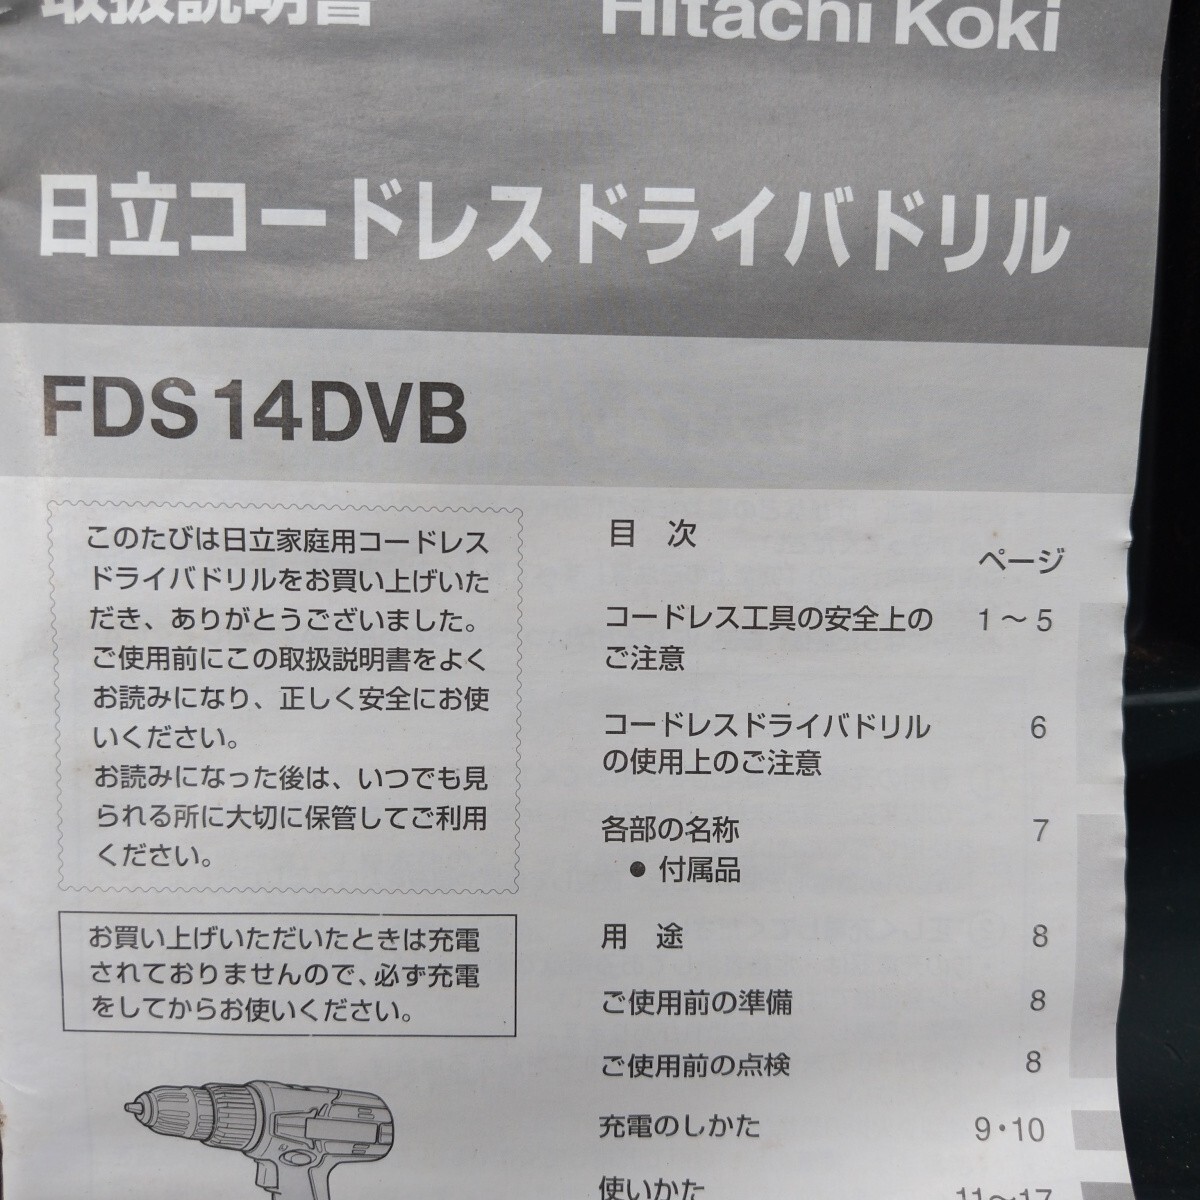 取扱説明書
Hitachi Koki
日立コードレスドライバドリル
FDS 14DVB
このたびは日立家庭用コードレス
ドライバドリルをお買い上げいた
だき、ありがとうございました。
ご使用前にこの取扱説明書をよく
お読みになり、正しく安全にお使
いください。
お読みになった後は、いつでも見
られる所に大切に保管してご利用
ください。
お買い上げいただいたときは充電
されておりませんので、必ず充電
をしてからお使いください。
目 次
ページ
コードレス工具の安全上の 1～5
ご注意
コードレスドライバドリル 6
の使用上のご注意
各部の名称 7
● 付属品
用 途 8
ご使用前の準備 8
ご使用前の点検 8
充電のしかた 9・10
使いかた 11～17